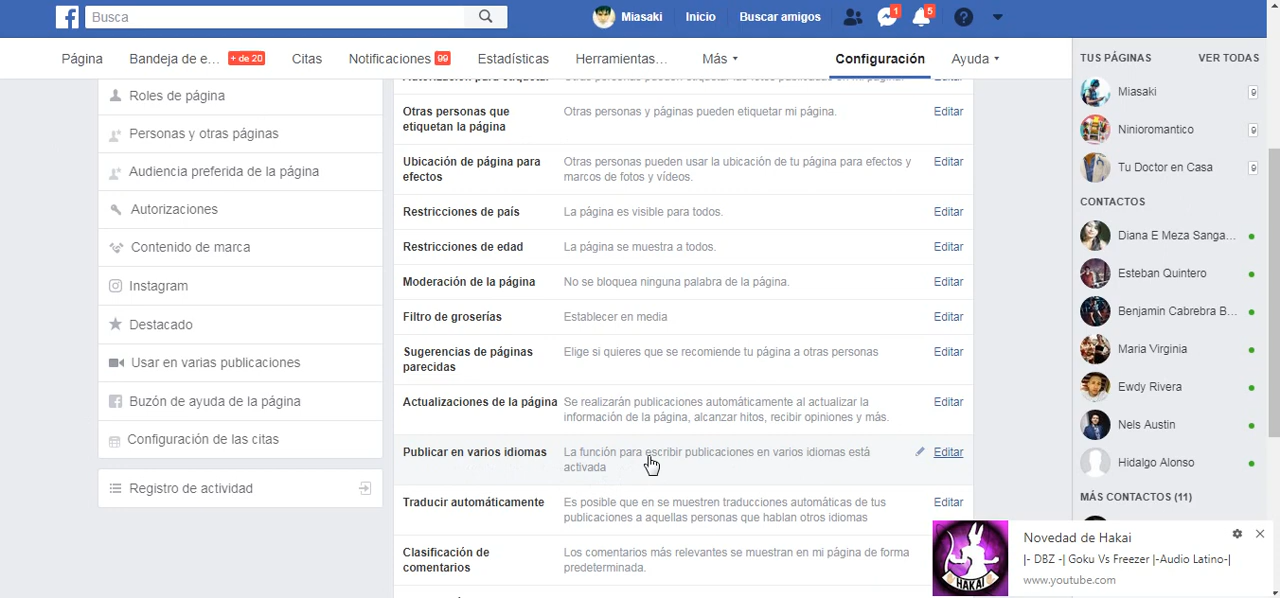 Busca
Miasaki
Inicio
Buscar amigos
1
5
Página
Bandeja de e...
+ de 20
Citas
Notificaciones
99
Estadísticas
Herramientas...
Más
Configuración
Ayuda
Roles de página
Personas y otras páginas
Audiencia preferida de la página
Autorizaciones
Contenido de marca
Instagram
Destacado
Usar en varias publicaciones
Buzón de ayuda de la página
Configuración de las citas
Registro de actividad
Otras personas que
etiquetan la página
Otras personas y páginas pueden etiquetar mi página.
Editar
Ubicación de página para
efectos
Otras personas pueden usar la ubicación de tu página para efectos y
marcos de fotos y vídeos.
Editar
Restricciones de país
La página es visible para todos.
Editar
Restricciones de edad
La página se muestra a todos.
Editar
Moderación de la página
No se bloquea ninguna palabra de la página.
Editar
Filtro de groserías
Establecer en media
Editar
Sugerencias de páginas
parecidas
Elige si quieres que se recomiende tu página a otras personas
Editar
Actualizaciones de la página
Se realizarán publicaciones automáticamente al actualizar la
información de la página, alcanzar hitos, recibir opiniones y más.
Editar
Publicar en varios idiomas
La función para escribir publicaciones en varios idiomas está
activada
Editar
Traducir automáticamente
Es posible que en se muestren traducciones automáticas de tus
publicaciones a aquellas personas que hablan otros idiomas
Editar
Clasificación de
comentarios
Los comentarios más relevantes se muestran en mi página de forma
predeterminada.
TUS PÁGINAS
VER TODAS
Miasaki
9
Ninioromantico
9
Tu Doctor en Casa
9
CONTACTOS
Diana E Meza Sanga...
Esteban Quintero
Benjamin Cabrebra B...
Maria Virginia
Ewdy Rivera
Nels Austin
Hidalgo Alonso
MÁS CONTACTOS (11)
HAKAI
Novedad de Hakai
|- DBZ -| Goku Vs Freezer |-Audio Latino-|
www.youtube.com